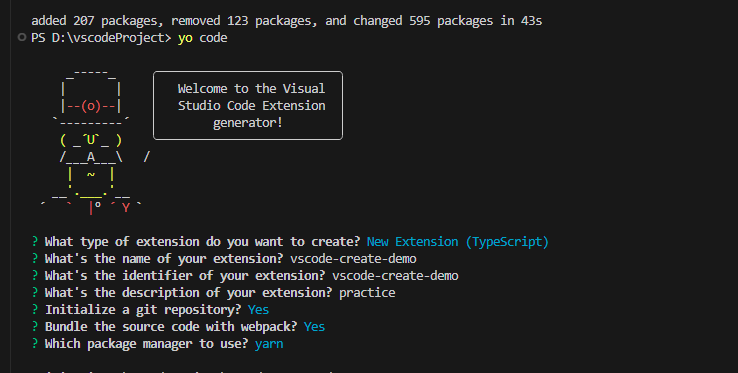 added 207 packages, removed 123 packages, and changed 595 packages in 43s
PS D:\vscodeProject> yo code
     _-----_
    |       |
    |--(o)--|
   `---------´
    ( _´U`_ )
    /___A___\   /
     |  ~  |
   __'.___.'__
 ´   `  |° ´ Y `
Welcome to the Visual
Studio Code Extension
generator!
? What type of extension do you want to create? New Extension (TypeScript)
? What's the name of your extension? vscode-create-demo
? What's the identifier of your extension? vscode-create-demo
? What's the description of your extension? practice
? Initialize a git repository? Yes
? Bundle the source code with webpack? Yes
? Which package manager to use? yarn